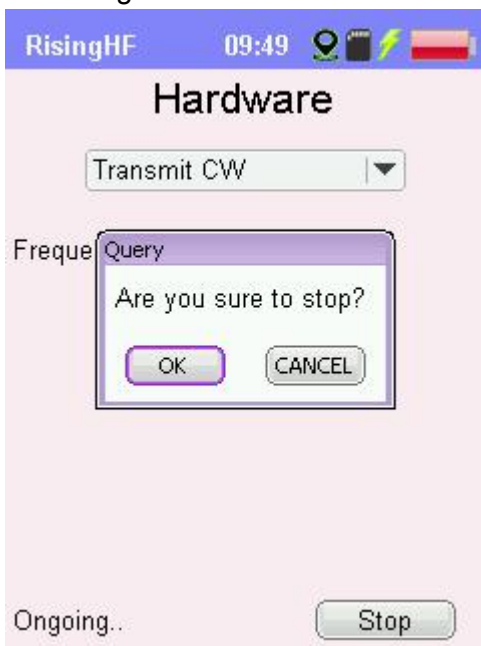 RisingHF 09:49
Hardware
Transmit CW
Freque
Query
Are you sure to stop?
OK CANCEL
Ongoing.. Stop